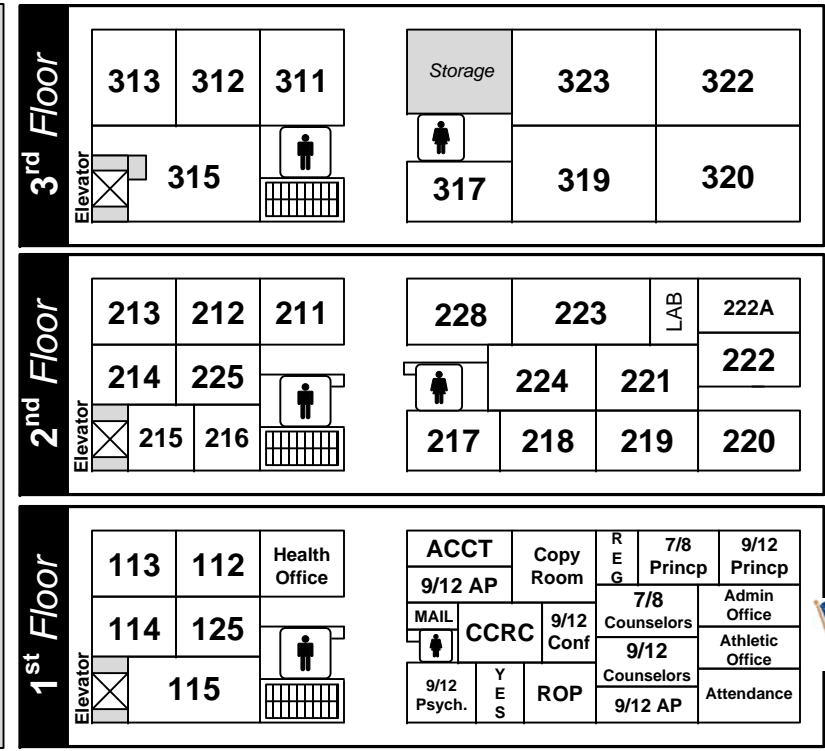 3rd Floor
Elevator
313
312
311
315
Storage
323
322
317
319
320
2nd Floor
Elevator
213
212
211
214
225
215
216
228
223
LAB
222A
224
221
222
217
218
219
220
1st Floor
Elevator
113
112
Health
Office
114
125
115
ACCT
9/12 AP
Copy
Room
R
E
G
7/8
Princp
9/12
Princp
MAIL
CCRC
9/12
Conf
7/8
Counselors
Admin
Office
9/12
Counselors
Athletic
Office
9/12
Psych.
Y
E
S
ROP
9/12 AP
Attendance